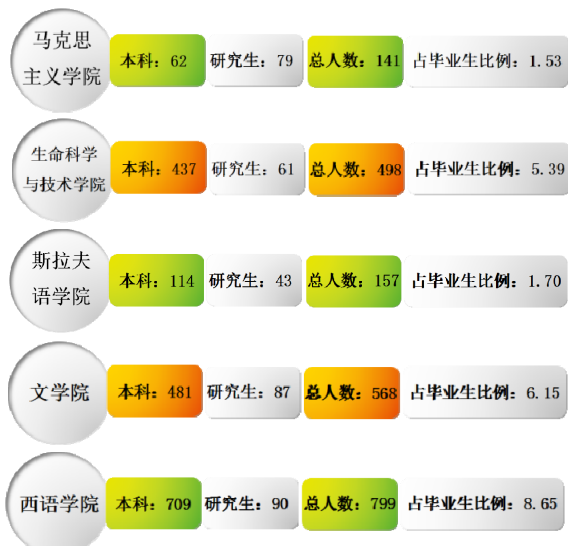 马克思
主义学院
本科：62 研究生：79 总人数：141 占毕业生比例：1.53
生命科学
与技术学院
本科：437 研究生：61 总人数：498 占毕业生比例：5.39
斯拉夫
语学院
本科：114 研究生：43 总人数：157 占毕业生比例：1.70
文学院 本科：481 研究生：87 总人数：568 占毕业生比例：6.15
西语学院 本科：709 研究生：90 总人数：799 占毕业生比例：8.65